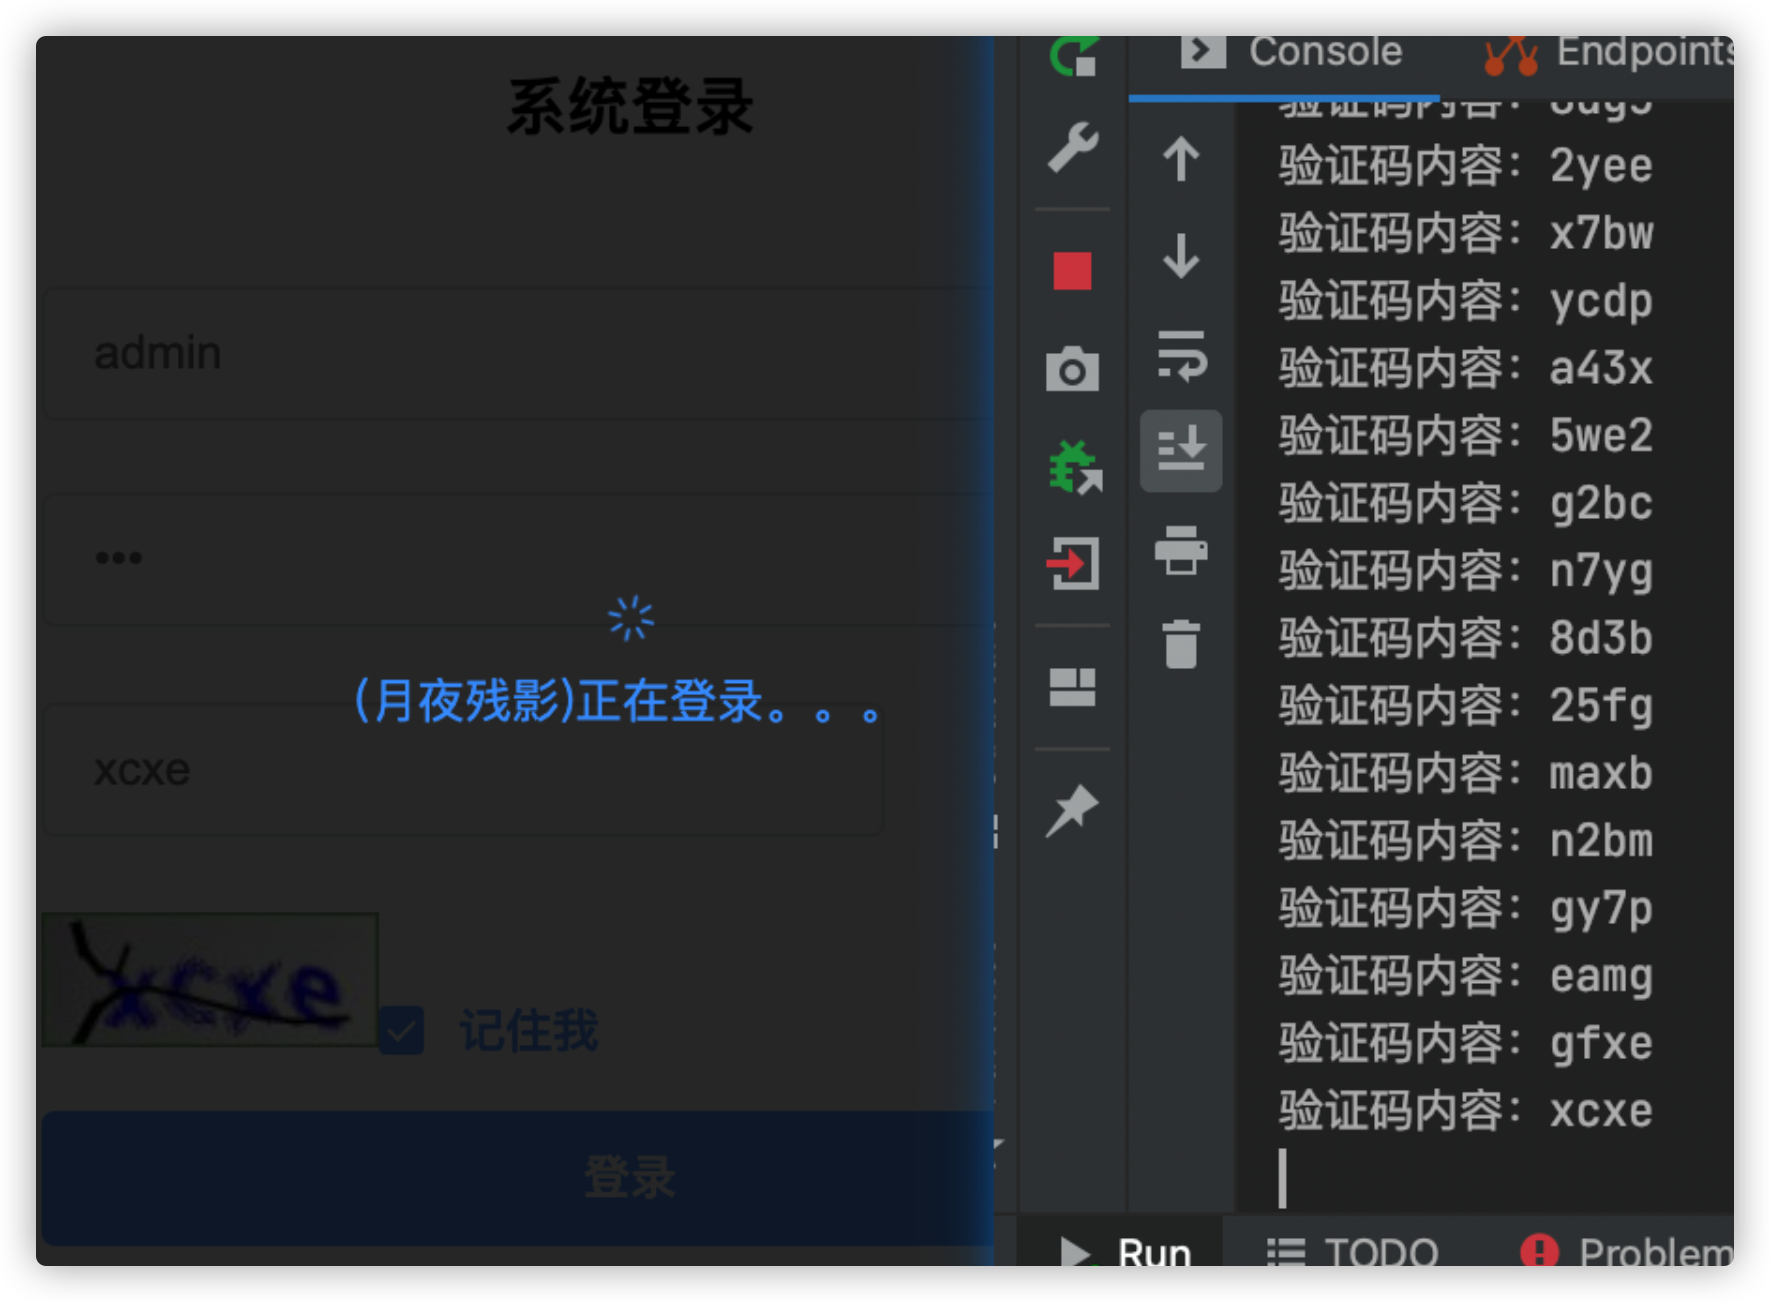 系统登录
admin
•••
(月夜残影)正在登录。。。
xcxe
xcxe
记住我
登录
Console
Endpoints
验证码内容: 2yee
验证码内容: x7bw
验证码内容: ycdp
验证码内容: a43x
验证码内容: 5we2
验证码内容: g2bc
验证码内容: n7yg
验证码内容: 8d3b
验证码内容: 25fg
验证码内容: maxb
验证码内容: n2bm
验证码内容: gy7p
验证码内容: eamg
验证码内容: gfxe
验证码内容: xcxe
Run
TODO
Problem